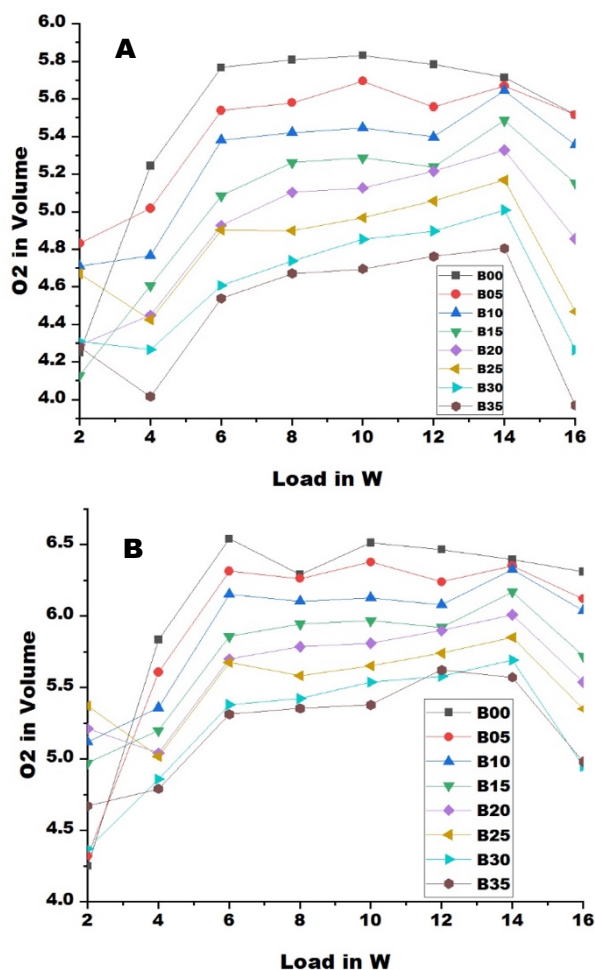 A
O2 in Volume
6.0
5.8
5.6
5.4
5.2
5.0
4.8
4.6
4.4
4.2
4.0
B00
B05
B10
B15
B20
B25
B30
B35
2 4 6 8 10 12 14 16
Load in W
B
O2 in Volume
6.5
6.0
5.5
5.0
4.5
4.0
B00
B05
B10
B15
B20
B25
B30
B35
2 4 6 8 10 12 14 16
Load in W